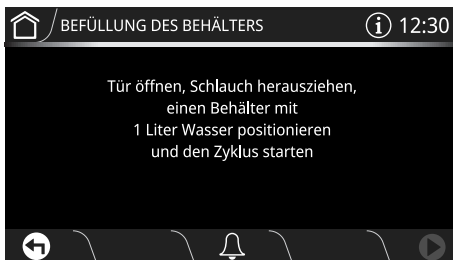 BEFÜLLUNG DES BEHÄLTERS
i 12:30
Tür öffnen, Schlauch herausziehen,
einen Behälter mit
1 Liter Wasser positionieren
und den Zyklus starten